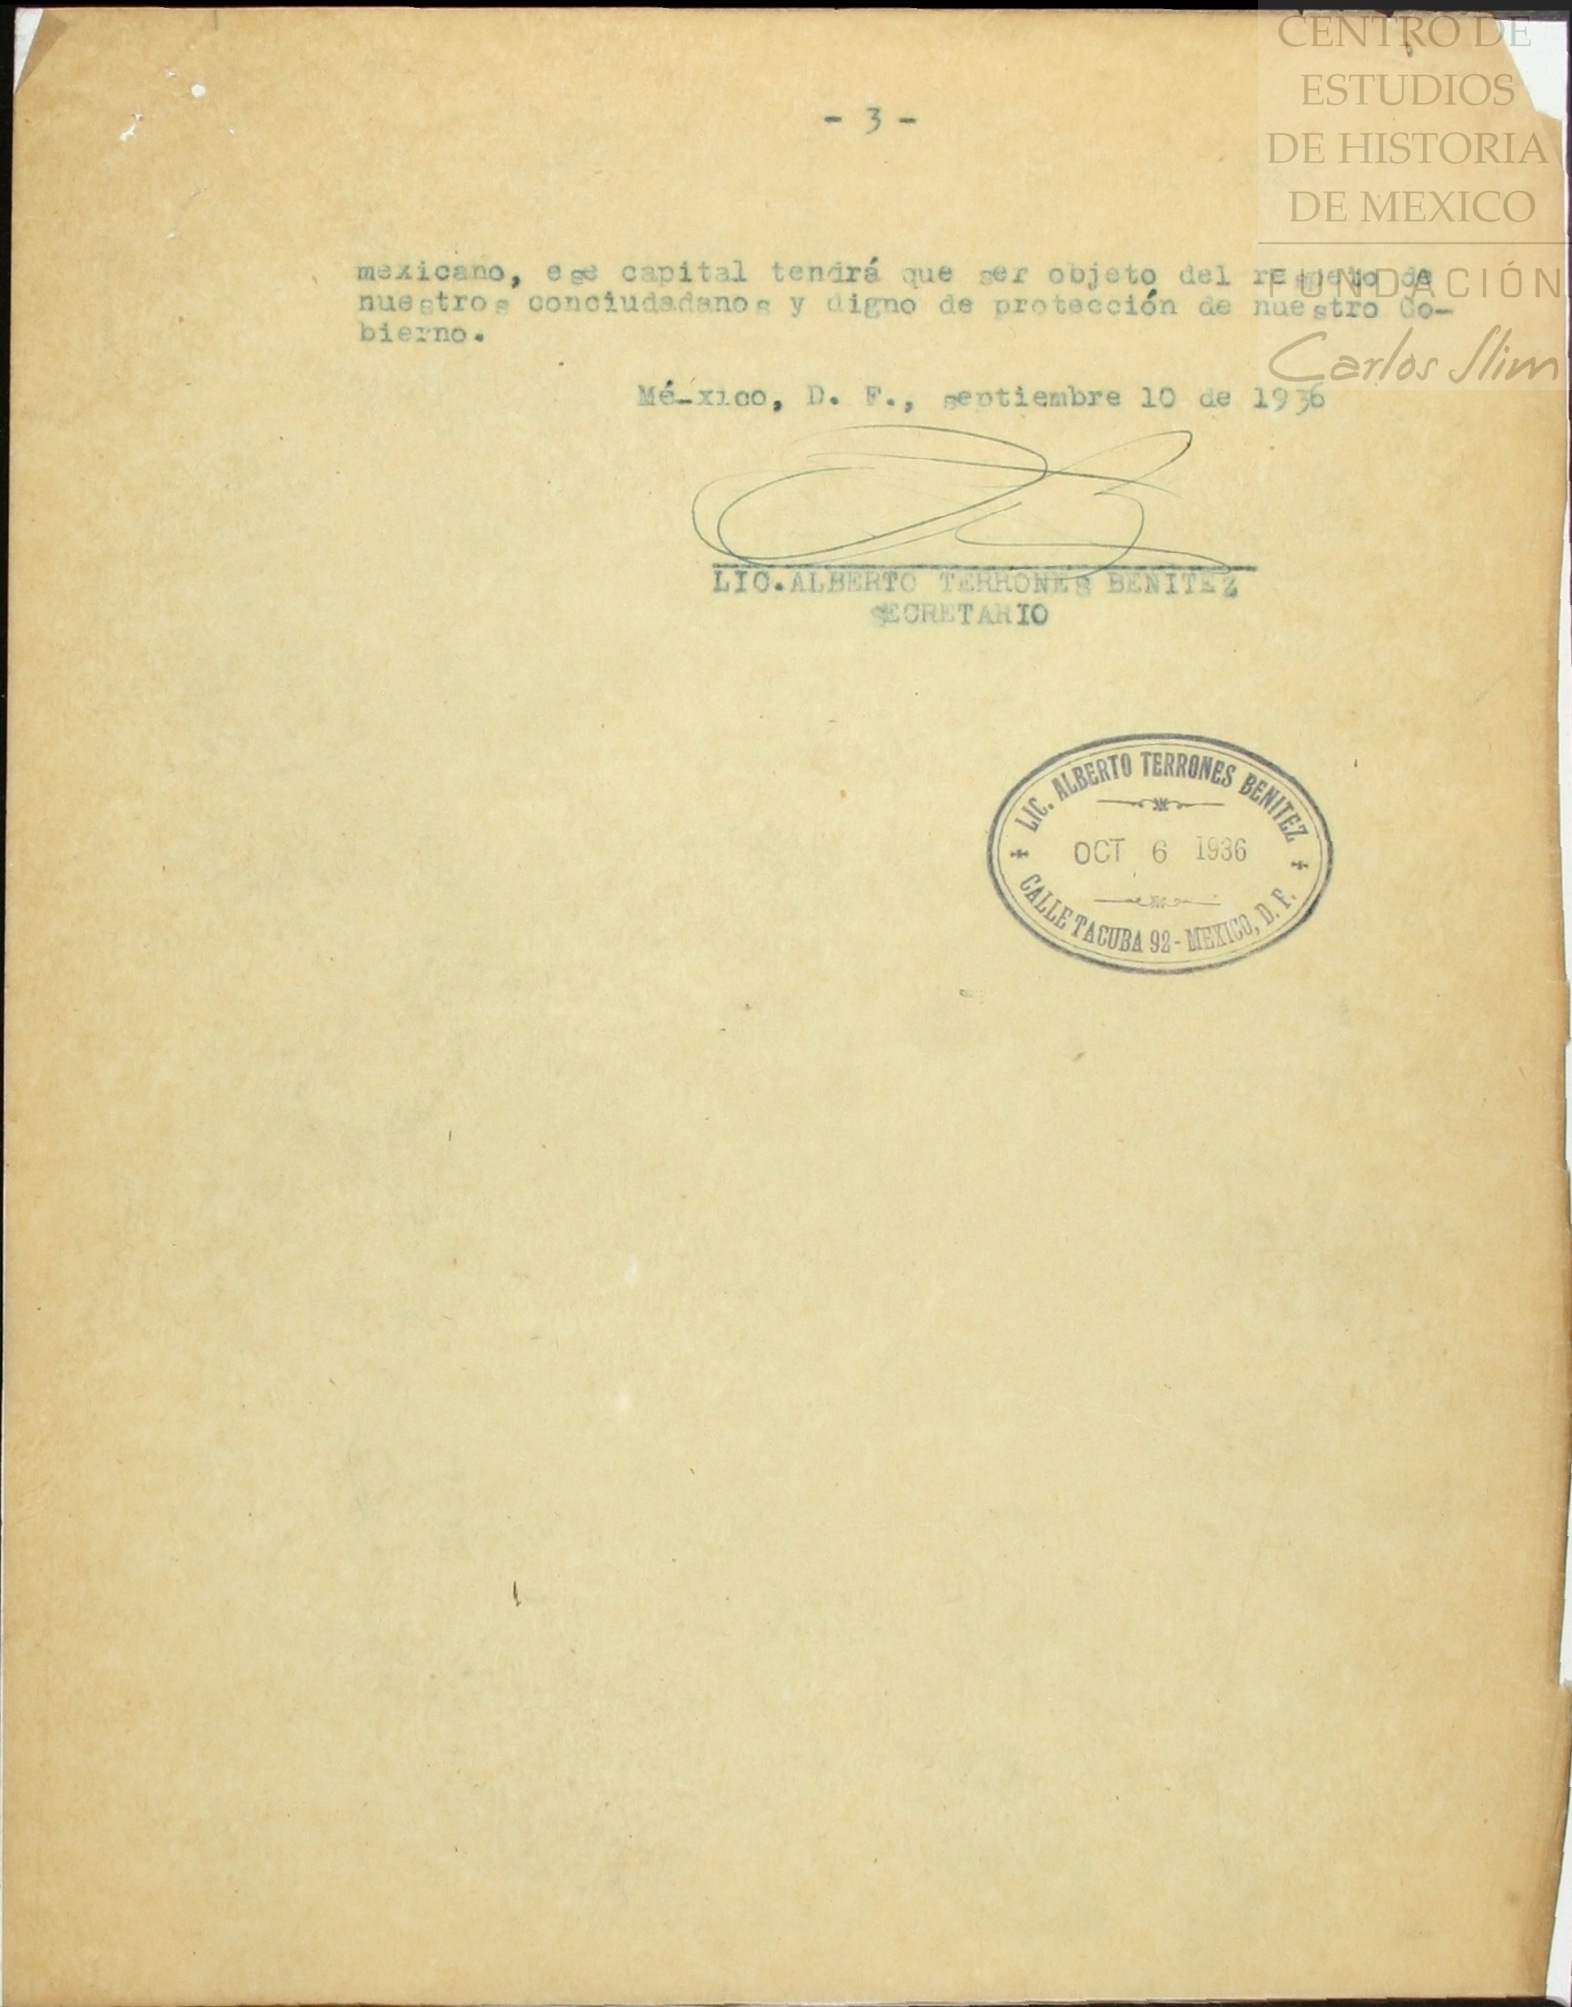 CENTRO DE
ESTUDIOS
DE HISTORIA
DE MEXICO
FUNDACIÓN
Carlos Slim
- 3 -
mexicano, ese capital tendrá que ser objeto del respeto de
nuestros conciudadanos y digno de protección de nuestro Go-
bierno.
Mé-xico, D. F., septiembre 10 de 1936
LIC. ALBERTO TERRONES BENITEZ
SECRETARIO
LIC. ALBERTO TERRONES BENITEZ
OCT 6 1936
CALLE TACUBA 92 - MEXICO, D. F.